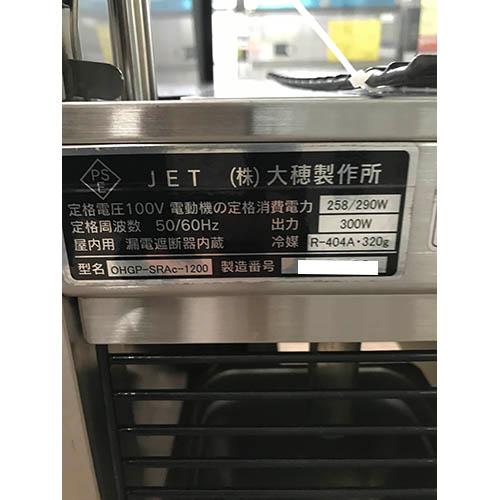 PS E JET (株) 大穂製作所
定格電圧100V 電動機の定格消費電力 258/290W
定格周波数 50/60Hz 出力 300W
屋内用 漏電遮断器内蔵 冷媒 R-404A・320g
型名 OHGP-SRAc-1200 製造番号